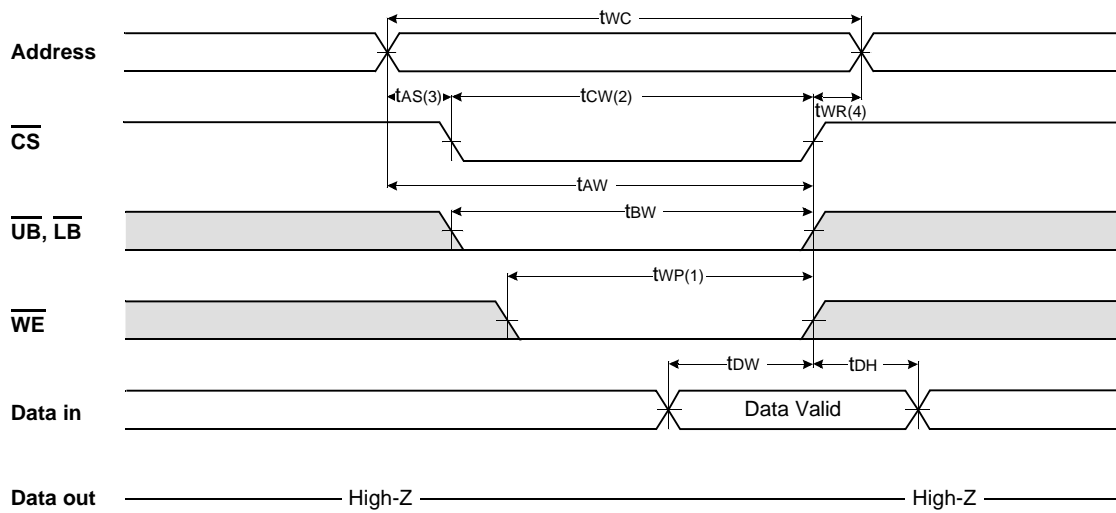 tWC
Address
tAS(3) tCW(2) tWR(4)
CS
tAW
UB, LB
tBW
tWP(1)
WE
tDW tDH
Data in Data Valid
Data out High-Z High-Z